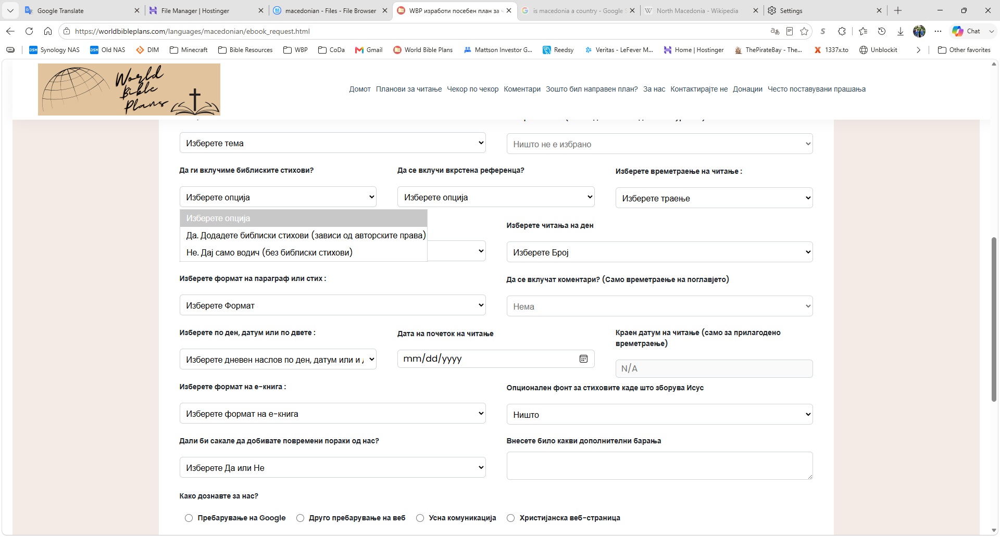 Google Translate
File Manager | Hostinger
macedonian - Files - File Browser
WBP изработи посебен план за
is macedonia a country - Google S
North Macedonia - Wikipedia
Settings
https://worldbibleplans.com/languages/macedonian/ebook_request.html
Chat
Synology NAS
Old NAS
DIM
Minecraft
Bible Resources
WBP
CoDa
Gmail
World Bible Plans
Mattson Investor G...
Reedsy
Veritas - LeFever M...
Home | Hostinger
ThePirateBay - The...
1337x.to
Unblockit
Other favorites
World
Bible
Plans
Домот Планови за читање Чекор по чекор Коментари Зошто бил направен план? За нас Контактирајте не Донации Често поставувани прашања
Изберете тема
Ништо не е избрано
Да ги вклучиме библиските стихови?
Да се вклучи вкрстена референца?
Изберете времетраење на читање :
Изберете опција
Изберете опција
Изберете траење
Изберете опција
Да. Додадете библиски стихови (зависи од авторските права)
Не. Дај само водич (без библиски стихови)
Изберете читања на ден
Изберете Број
Изберете формат на параграф или стих :
Да се вклучат коментари? (Само времетраење на поглавјето)
Изберете Формат
Нема
Изберете по ден, датум или по двете :
Дата на почеток на читање
Краен датум на читање (само за прилагодено
времетраење)
Изберете дневен наслов по ден, датум или и
mm/dd/yyyy
N/A
Изберете формат на е-книга :
Опционален фонт за стиховите каде што зборува Исус
Изберете формат на е-книга
Ништо
Дали би сакале да добивате повремени пораки од нас?
Внесете било какви дополнителни барања
Изберете Да или Не
Како дознавте за нас?
Пребарување на Google
Друго пребарување на веб
Усна комуникација
Христијанска веб-страница